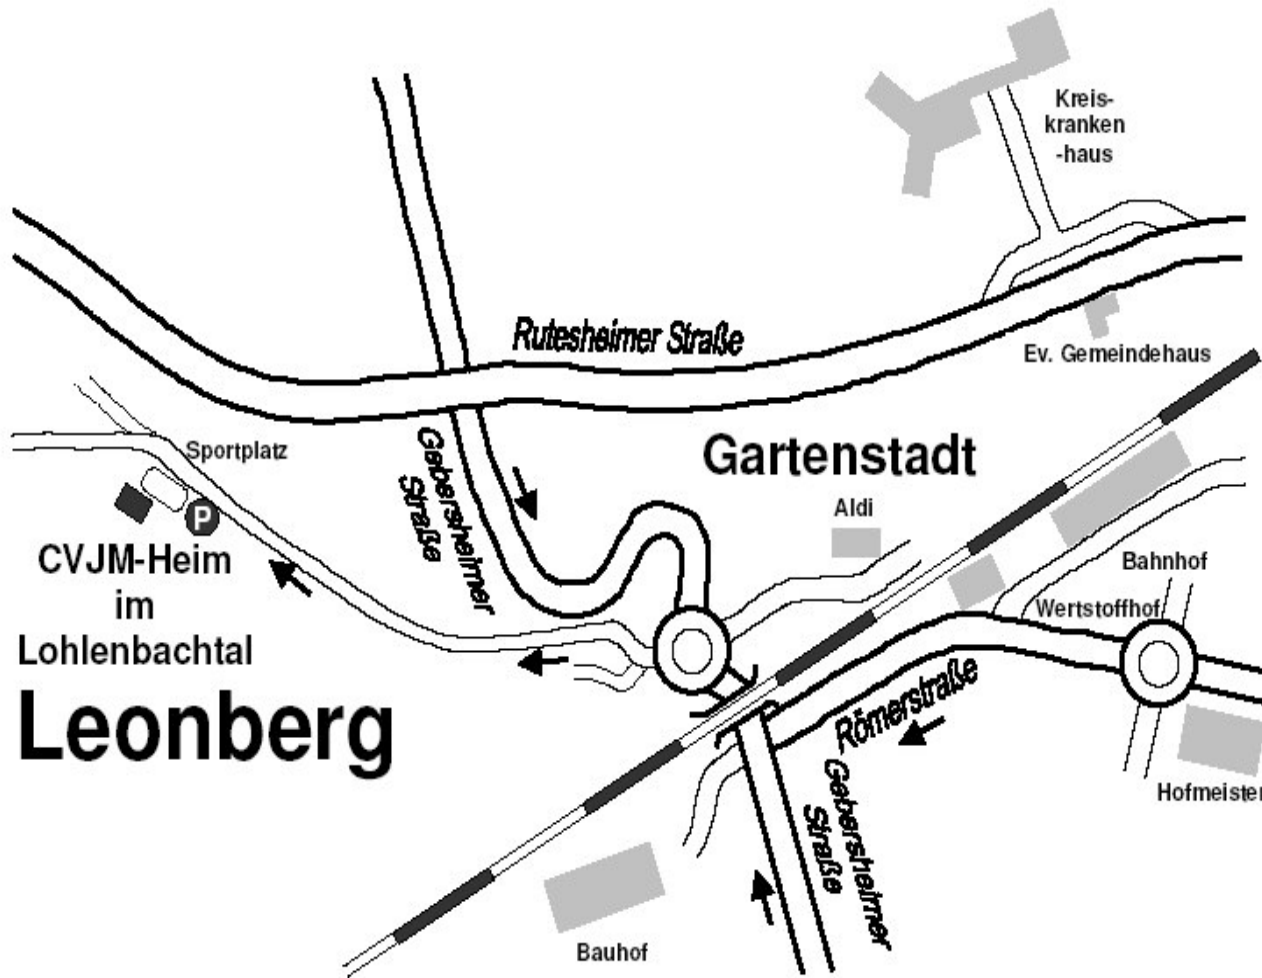 Kreis-
kranken
-haus
Rutesheimer Straße
Ev. Gemeindehaus
Sportplatz
Gebersheimer
Straße
Gartenstadt
Aldi
P
CVJM-Heim
im
Lohlenbachtal
Bahnhof
Wertstoffhof
Leonberg
Römerstraße
Gebersheimer
Straße
Hofmeister
Bauhof